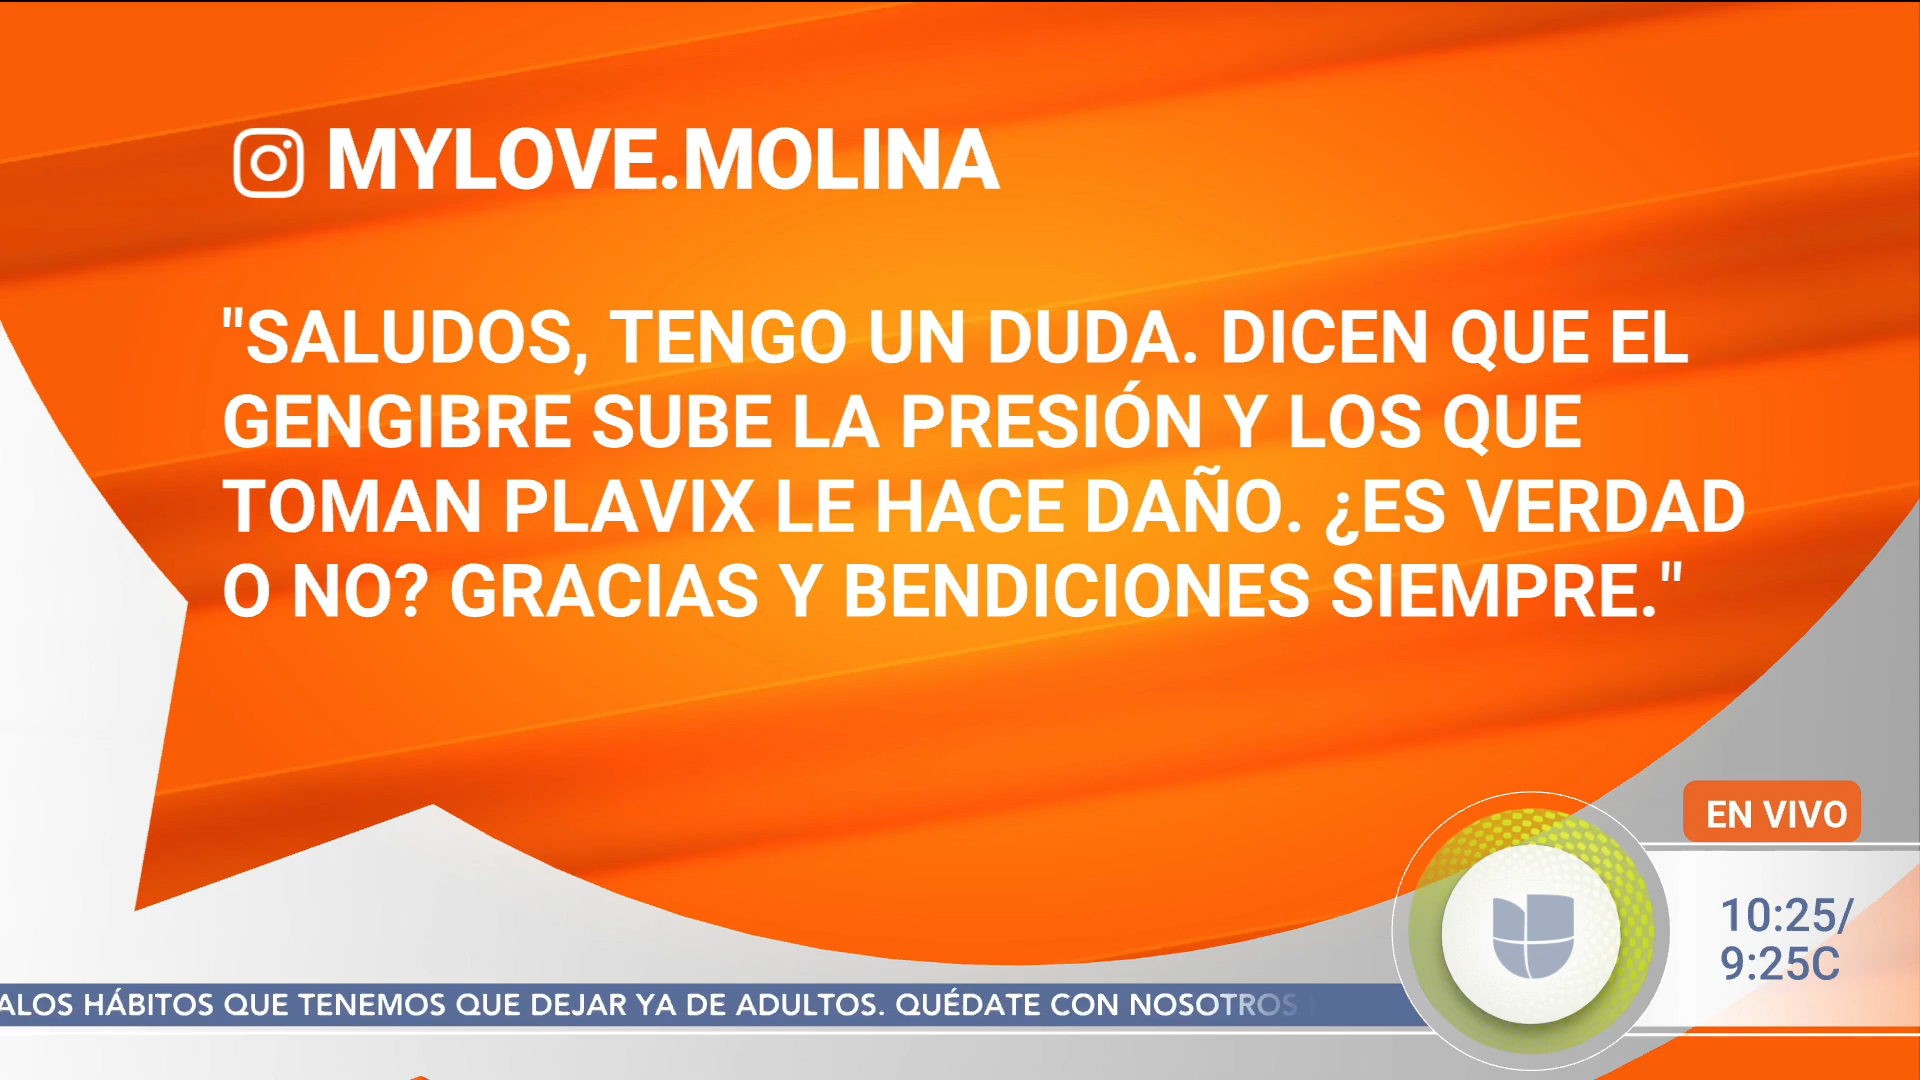 MYLOVE.MOLINA
"SALUDOS, TENGO UN DUDA. DICEN QUE EL
GENGIBRE SUBE LA PRESIÓN Y LOS QUE
TOMAN PLAVIX LE HACE DAÑO. ¿ES VERDAD
O NO? GRACIAS Y BENDICIONES SIEMPRE."
EN VIVO
10:25/
9:25C
ALOS HÁBITOS QUE TENEMOS QUE DEJAR YA DE ADULTOS. QUÉDATE CON NOSOTROS